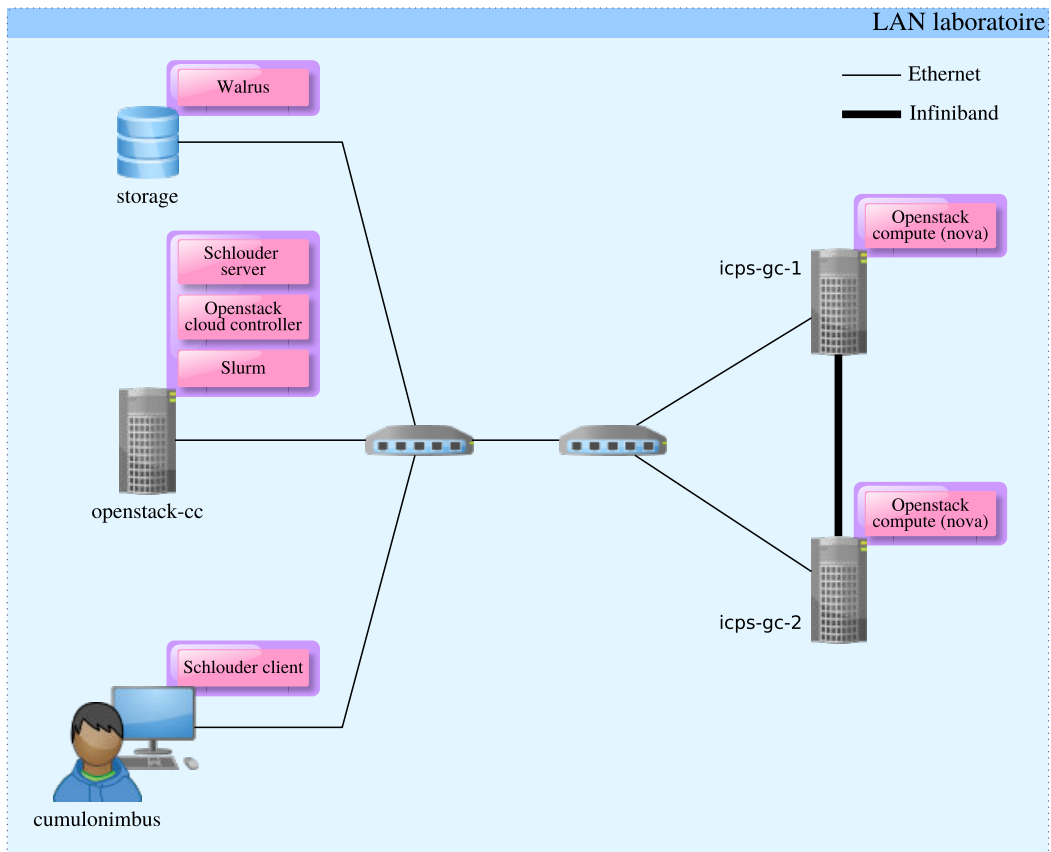 LAN laboratoire
Ethernet
Infiniband
Walrus
storage
Schlouder
server
Openstack
cloud controller
Slurm
openstack-cc
Openstack
compute (nova)
icps-gc-1
Openstack
compute (nova)
icps-gc-2
Schlouder client
cumulonimbus